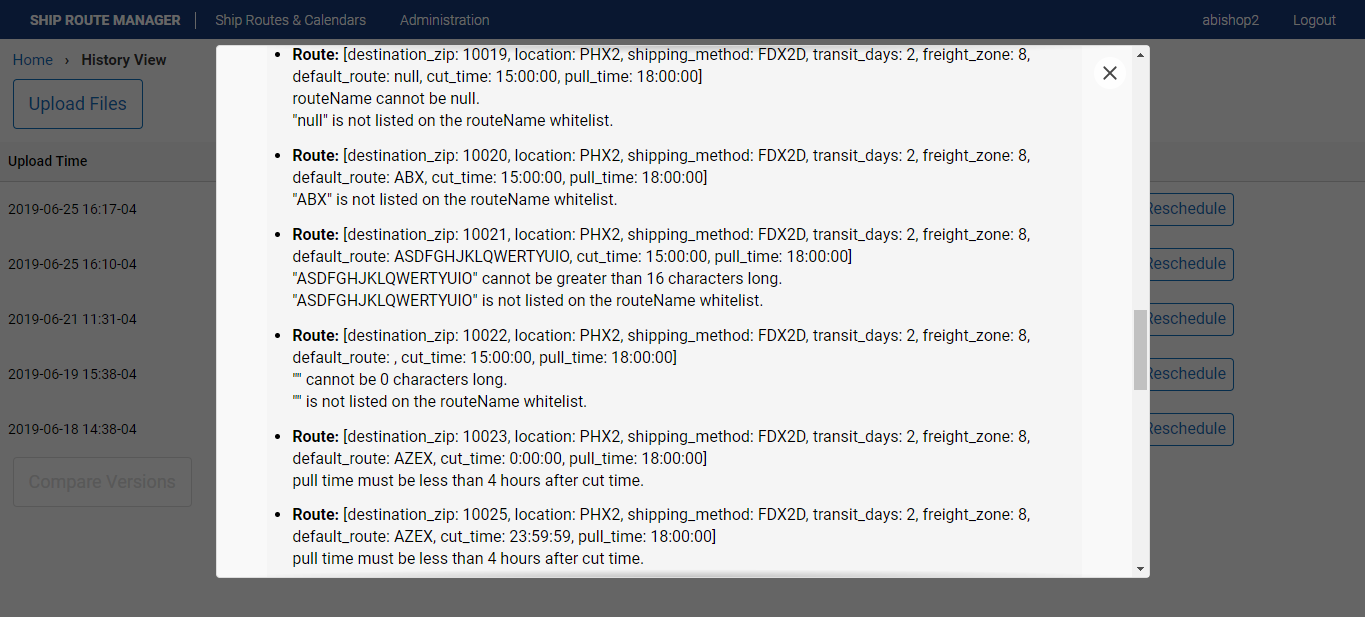 SHIP ROUTE MANAGER
Ship Routes & Calendars
Administration
abishop2
Logout
Home › History View
Upload Files
Upload Time
2019-06-25 16:17-04
2019-06-25 16:10-04
2019-06-21 11:31-04
2019-06-19 15:38-04
2019-06-18 14:38-04
Compare Versions
• Route: [destination_zip: 10019, location: PHX2, shipping_method: FDX2D, transit_days: 2, freight_zone: 8,
default_route: null, cut_time: 15:00:00, pull_time: 18:00:00]
routeName cannot be null.
"null" is not listed on the routeName whitelist.
• Route: [destination_zip: 10020, location: PHX2, shipping_method: FDX2D, transit_days: 2, freight_zone: 8,
default_route: ABX, cut_time: 15:00:00, pull_time: 18:00:00]
"ABX" is not listed on the routeName whitelist.
• Route: [destination_zip: 10021, location: PHX2, shipping_method: FDX2D, transit_days: 2, freight_zone: 8,
default_route: ASDFGHJKLQWERTYUIO, cut_time: 15:00:00, pull_time: 18:00:00]
"ASDFGHJKLQWERTYUIO" cannot be greater than 16 characters long.
"ASDFGHJKLQWERTYUIO" is not listed on the routeName whitelist.
• Route: [destination_zip: 10022, location: PHX2, shipping_method: FDX2D, transit_days: 2, freight_zone: 8,
default_route: , cut_time: 15:00:00, pull_time: 18:00:00]
"" cannot be 0 characters long.
"" is not listed on the routeName whitelist.
• Route: [destination_zip: 10023, location: PHX2, shipping_method: FDX2D, transit_days: 2, freight_zone: 8,
default_route: AZEX, cut_time: 0:00:00, pull_time: 18:00:00]
pull time must be less than 4 hours after cut time.
• Route: [destination_zip: 10025, location: PHX2, shipping_method: FDX2D, transit_days: 2, freight_zone: 8,
default_route: AZEX, cut_time: 23:59:59, pull_time: 18:00:00]
pull time must be less than 4 hours after cut time.
Reschedule
Reschedule
Reschedule
Reschedule
Reschedule